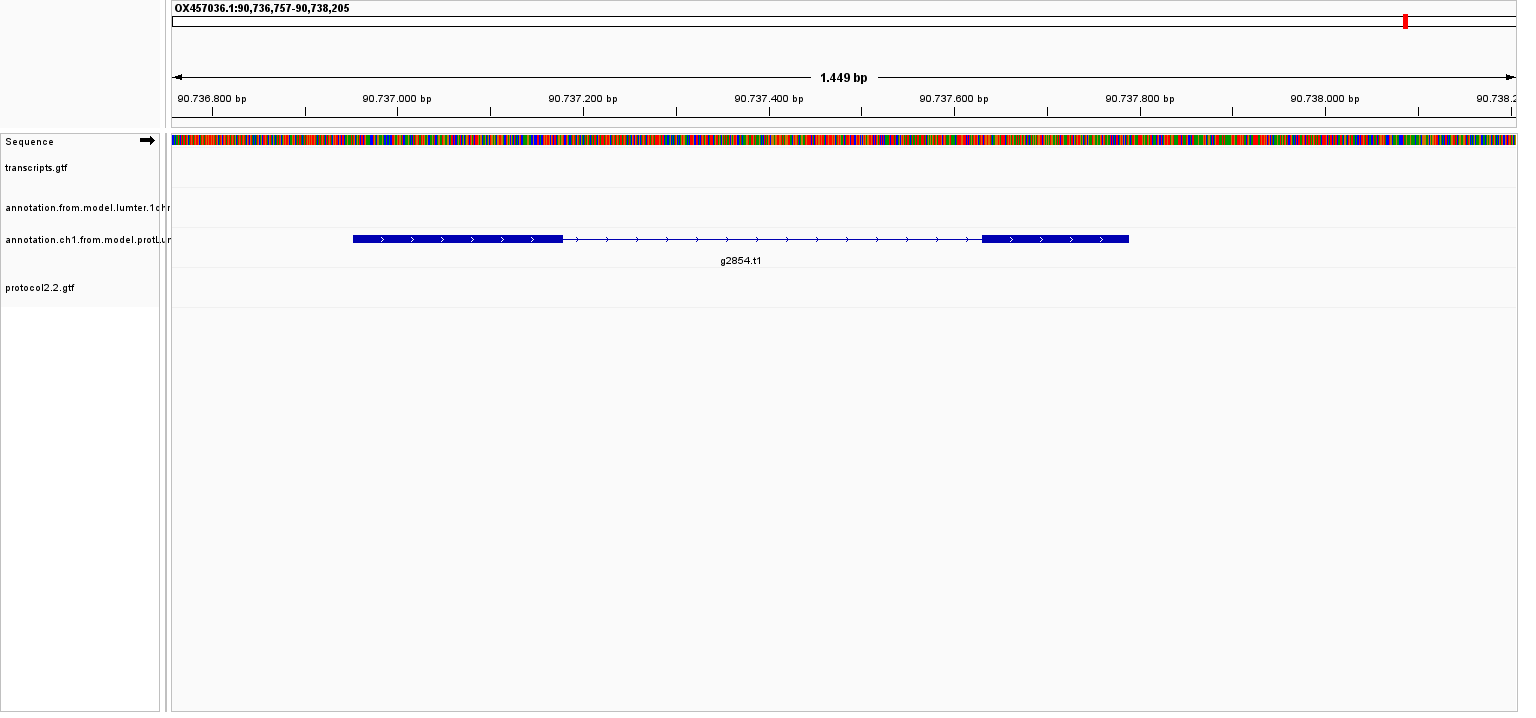 OX457036.1:90,736,757-90,738,205
1.449 bp
90.736.800 bp 90.737.000 bp 90.737.200 bp 90.737.400 bp 90.737.600 bp 90.737.800 bp 90.738.000 bp 90.738.2
Sequence
transcripts.gtf
annotation.from.model.lumter.1chr
annotation.ch1.from.model.protLur
g2854.t1
protocol2.2.gtf